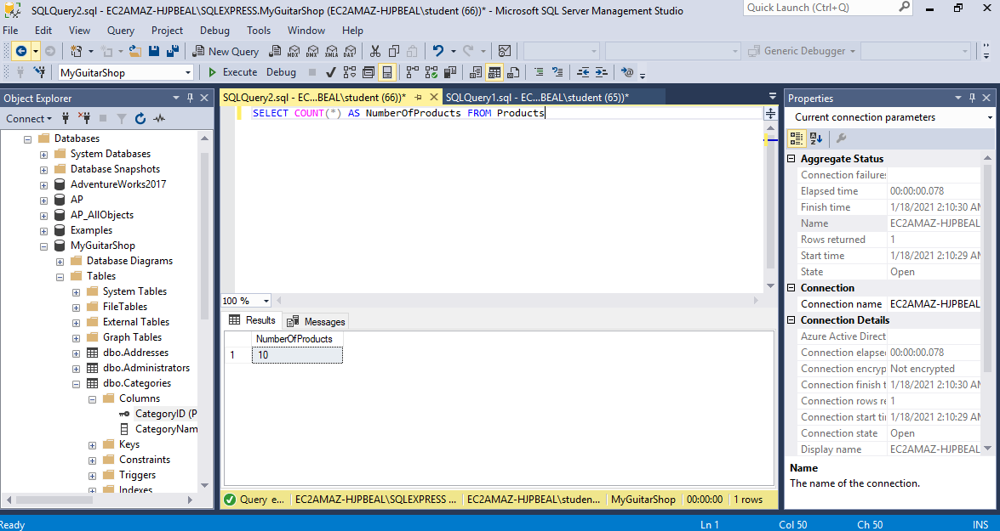 SQLQuery2.sql - EC2AMAZ-HJPBEAL\SQLEXPRESS.MyGuitarShop (EC2AMAZ-HJPBEAL\student (66))* - Microsoft SQL Server Management Studio
Quick Launch (Ctrl+Q)
File Edit View Query Project Debug Tools Window Help
New Query
MDX DMX XMLA DAX
Generic Debugger
MyGuitarShop
Execute Debug
Object Explorer
Connect
Databases
System Databases
Database Snapshots
AdventureWorks2017
AP
AP_AllObjects
Examples
MyGuitarShop
Database Diagrams
Tables
System Tables
FileTables
External Tables
Graph Tables
dbo.Addresses
dbo.Administrators
dbo.Categories
Columns
CategoryID (P
CategoryNam
Keys
Constraints
Triggers
Indexes
SQLQuery2.sql - EC...BEAL\student (66))* SQLQuery1.sql - EC...BEAL\student (65))*
SELECT COUNT(*) AS NumberOfProducts FROM Products
100 %
Results Messages
NumberOfProducts
1 10
Query e... EC2AMAZ-HJPBEAL\SQLEXPRESS ... EC2AMAZ-HJPBEAL\studen... MyGuitarShop 00:00:00 1 rows
Properties
Current connection parameters
Aggregate Status
Connection failures
Elapsed time 00:00:00.078
Finish time 1/18/2021 2:10:30 AM
Name EC2AMAZ-HJPBEAL
Rows returned 1
Start time 1/18/2021 2:10:29 AM
State Open
Connection
Connection name EC2AMAZ-HJPBEAL
Connection Details
Azure Active Direct
Connection elapse 00:00:00.078
Connection encryp Not encrypted
Connection finish t 1/18/2021 2:10:30 AM
Connection rows re 1
Connection start ti 1/18/2021 2:10:29 AM
Connection state Open
Display name EC2AMAZ-HJPBEAL
Name
The name of the connection.
Ready Ln 1 Col 50 Ch 50 INS